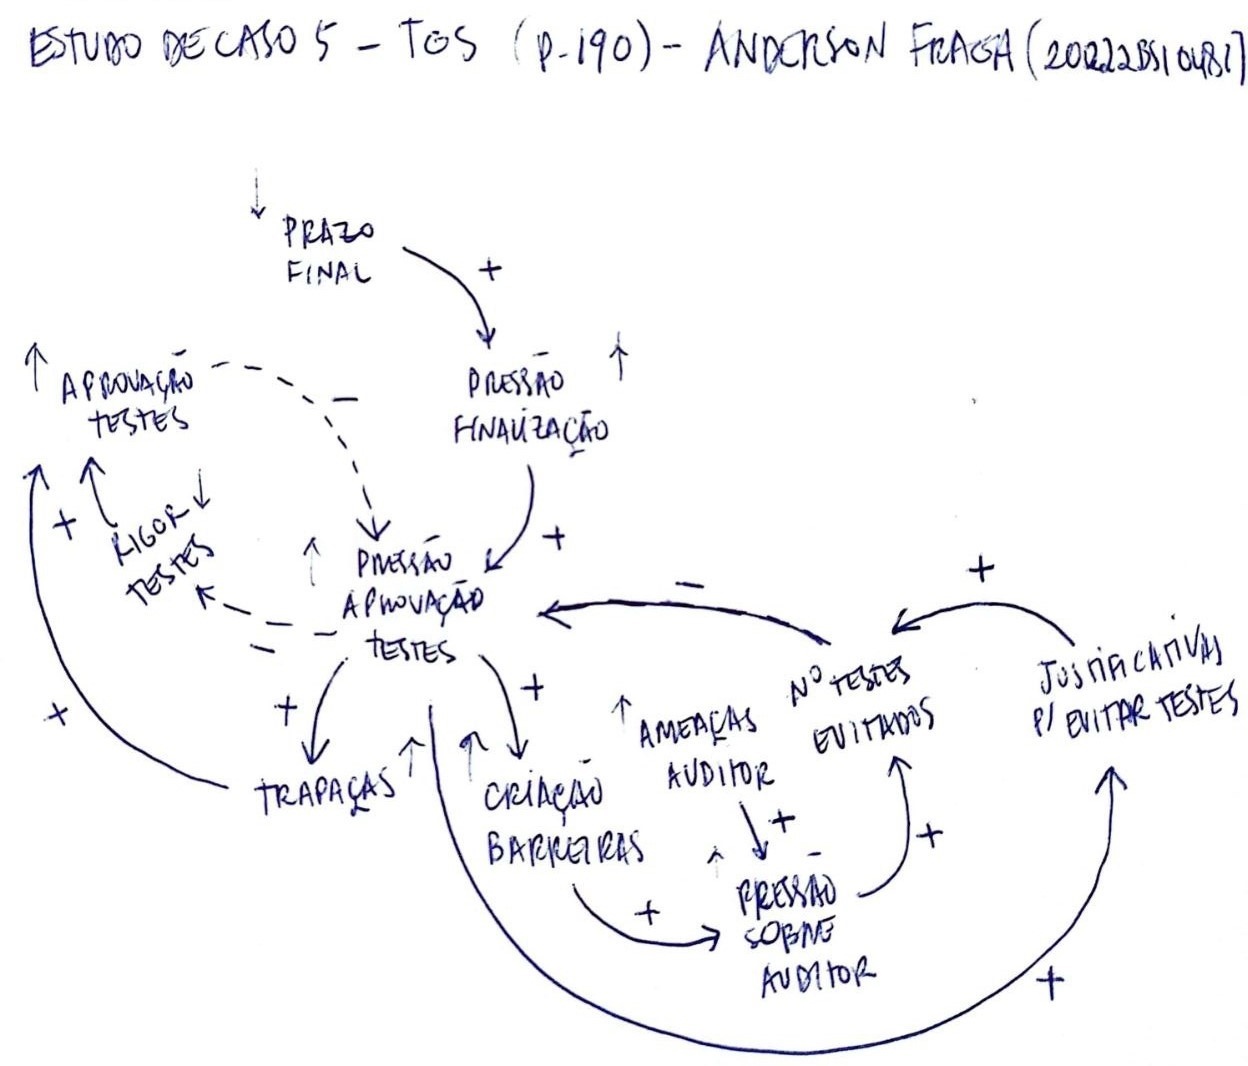 ESTUDO DE CASO 5 - TGS (p.190) - ANDERSON FRAGA
↓ PRAZO
FINAL
+
↑ APROVAÇÃO
TESTES
−
PRESSÃO ↑
FINALIZAÇÃO
+
+
RIGOR ↓
TESTES
−
↑ PRESSÃO
APROVAÇÃO
TESTES
−
+
+
+
+
TRAPAÇAS ↑
↑ CRIAÇÃO
BARREIRAS
+
↑ AMEAÇAS
AUDITOR
+
↑ PRESSÃO
SOBRE
AUDITOR
+
Nº TESTES
EVITADOS
JUSTIFICATIVAS
P/ EVITAR TESTES
+